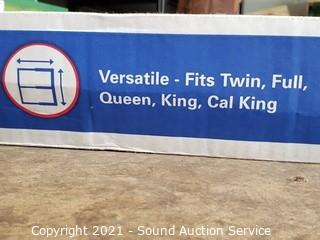 Versatile - Fits Twin, Full,
Queen, King, Cal King
Copyright 2021 - Sound Auction Service